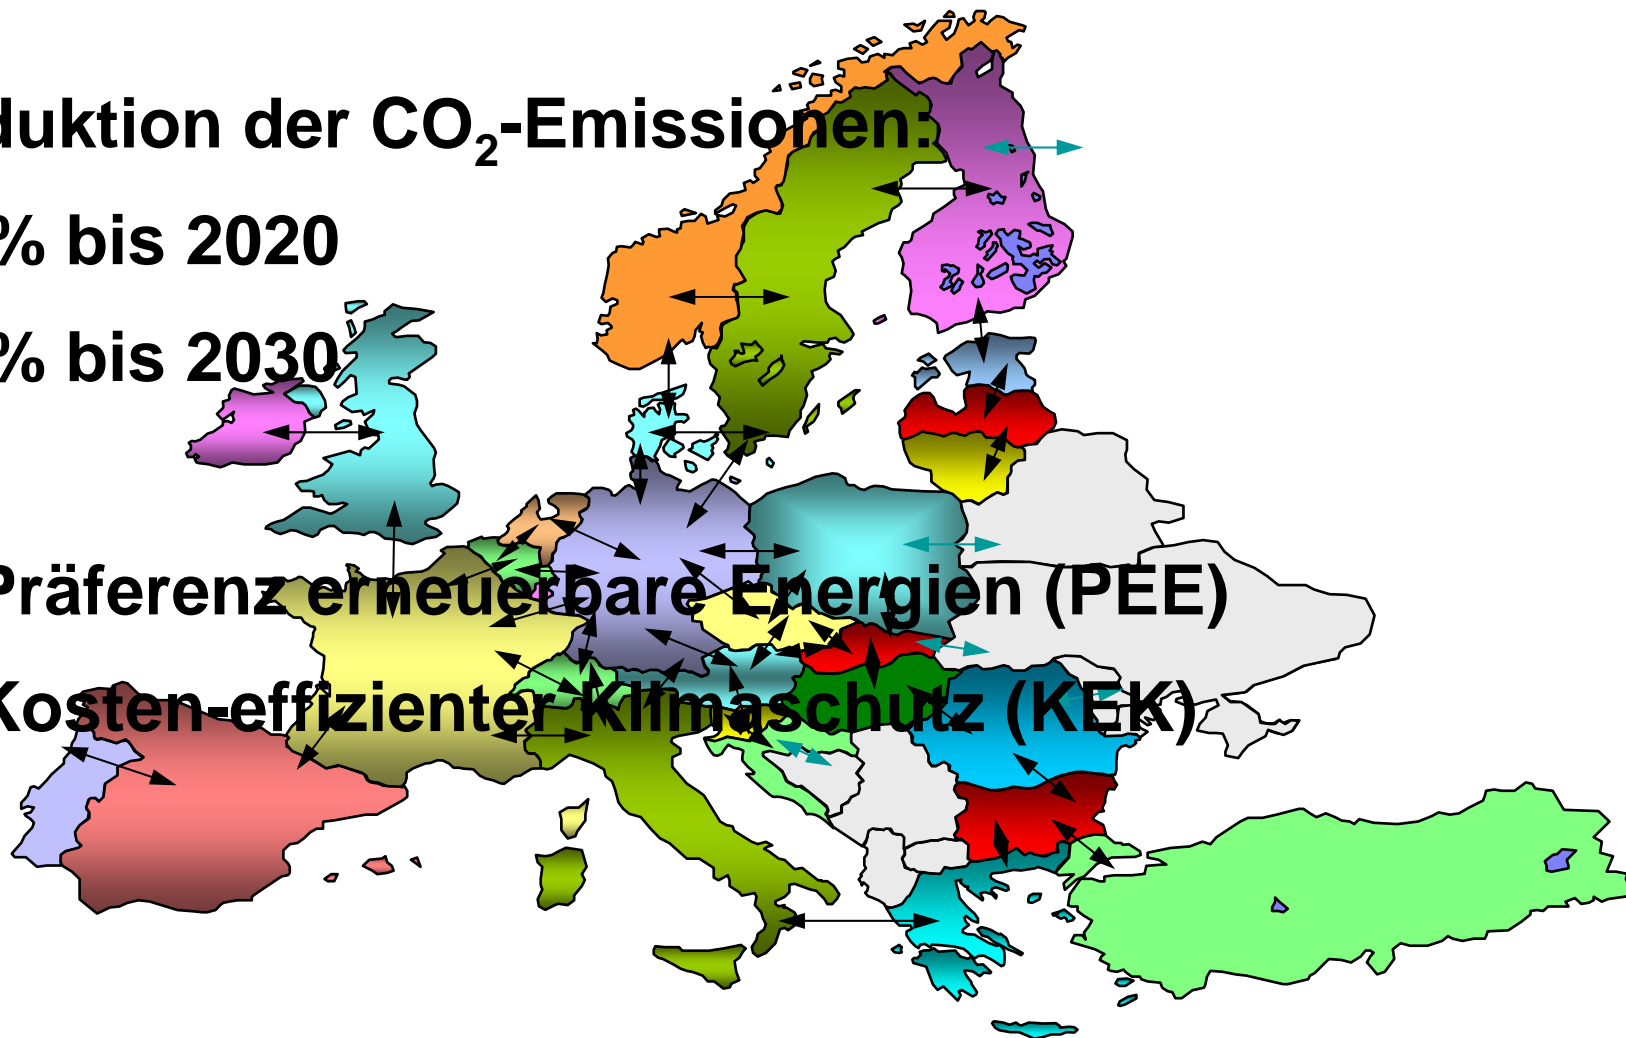 duktion der CO₂-Emissionen:
% bis 2020
% bis 2030
Präferenz erneuerbare Energien (PEE)
Kosten-effizienter Klimaschutz (KEK)